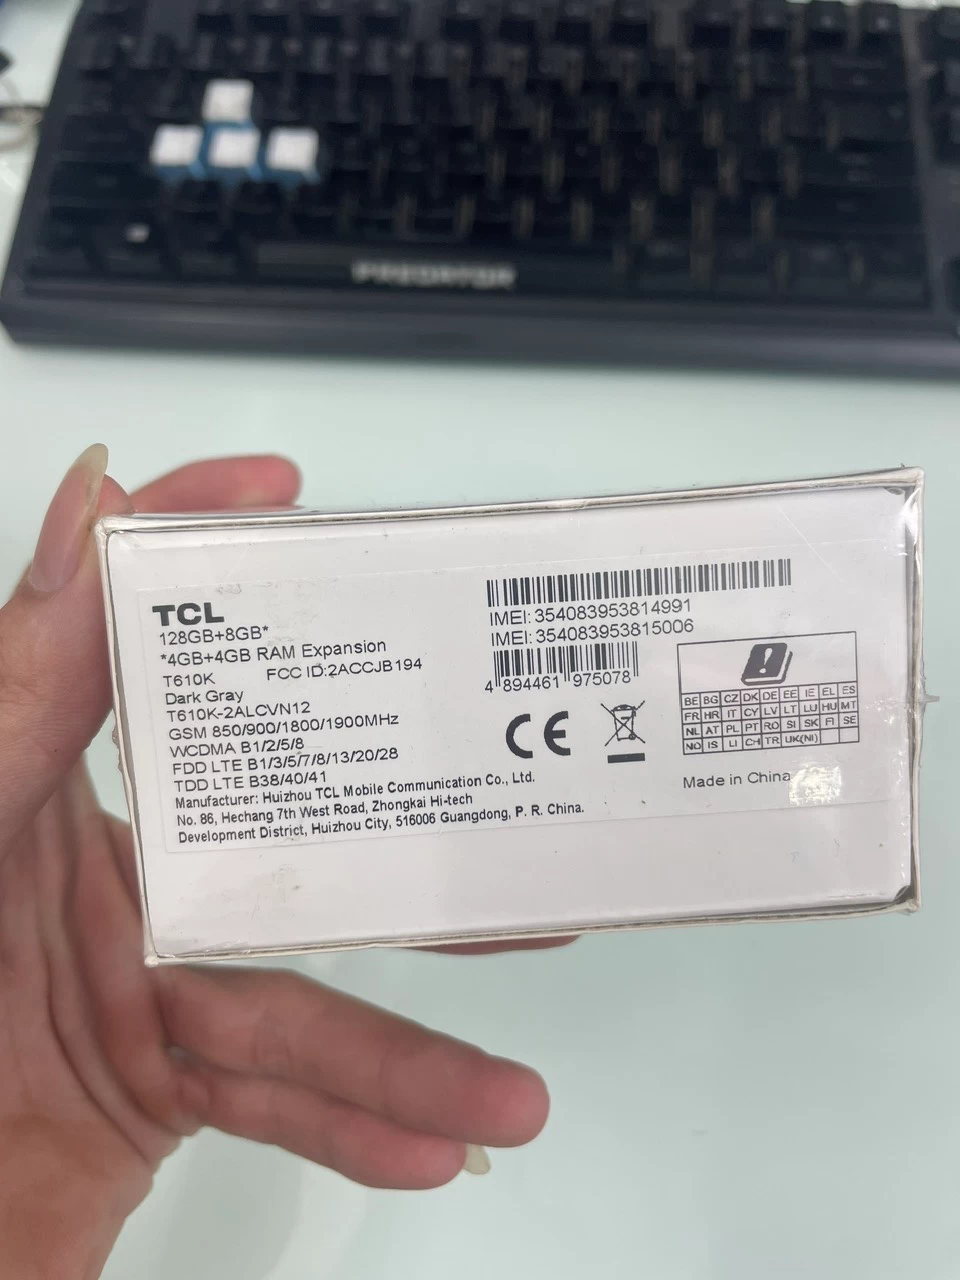 PREDATOR
TCL
128GB+8GB*
*4GB+4GB RAM Expansion
T610K FCC ID:2ACCJB194
Dark Gray
T610K-2ALCVN12
GSM 850/900/1800/1900MHz
WCDMA B1/2/5/8
FDD LTE B1/3/5/7/8/13/20/28
TDD LTE B38/40/41
Manufacturer: Huizhou TCL Mobile Communication Co., Ltd.
No. 86, Hechang 7th West Road, Zhongkai Hi-tech
Development District, Huizhou City, 516006 Guangdong, P. R. China.
IMEI: 354083953814991
IMEI: 354083953815006
4 894461 975078
CE
!
BE BG CZ DK DE EE IE EL ES
FR HR IT CY LV LT LU HU MT
NL AT PL PT RO SI SK FI SE
NO IS LI CH TR UK(NI)
Made in China